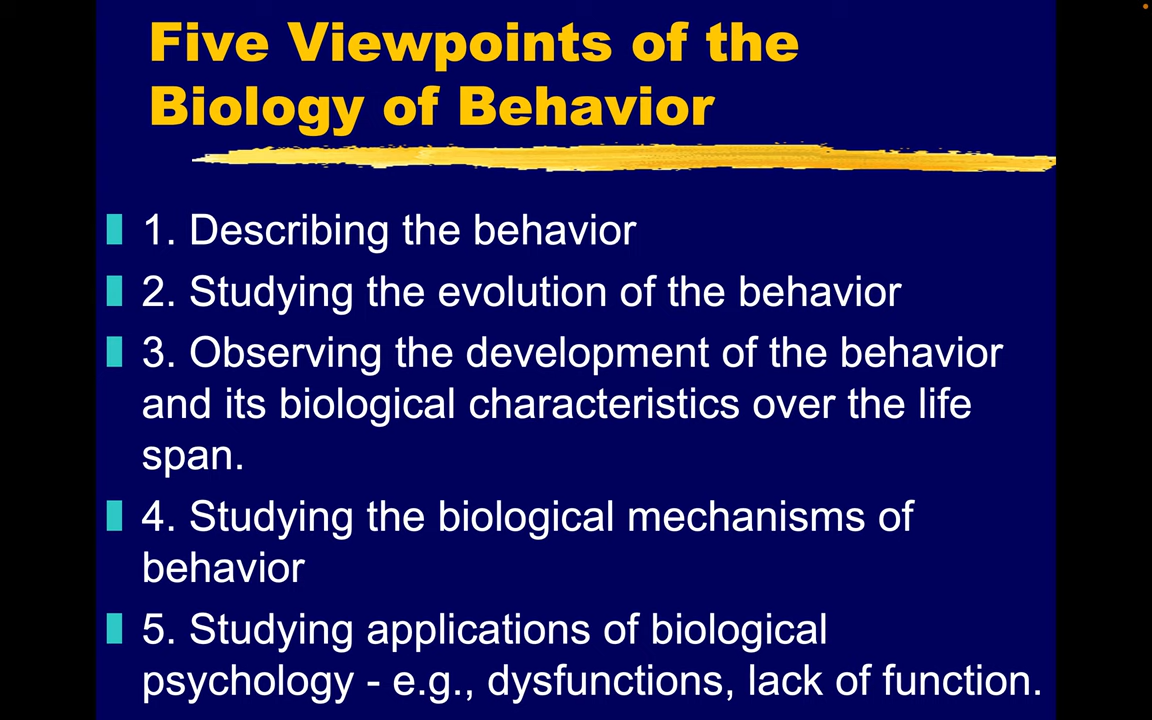 Five Viewpoints of the
Biology of Behavior
1. Describing the behavior
2. Studying the evolution of the behavior
3. Observing the development of the behavior
and its biological characteristics over the life
span.
4. Studying the biological mechanisms of
behavior
5. Studying applications of biological
psychology - e.g., dysfunctions, lack of function.